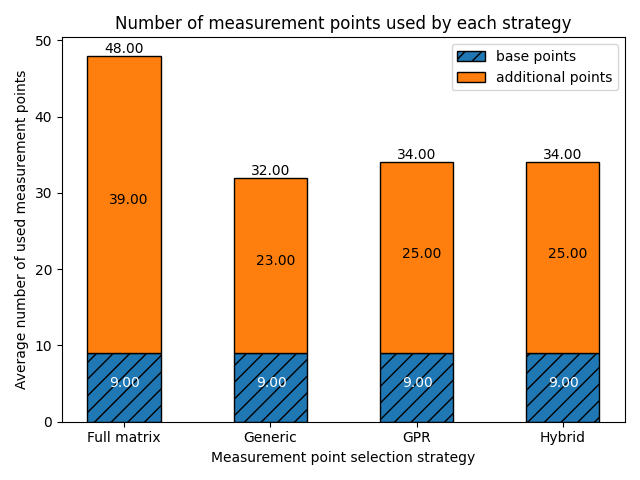 Number of measurement points used by each strategy
base points
additional points
Average number of used measurement points
50
40
30
20
10
0
48.00
32.00
34.00
34.00
39.00
23.00
25.00
25.00
9.00
9.00
9.00
9.00
Full matrix
Generic
GPR
Hybrid
Measurement point selection strategy